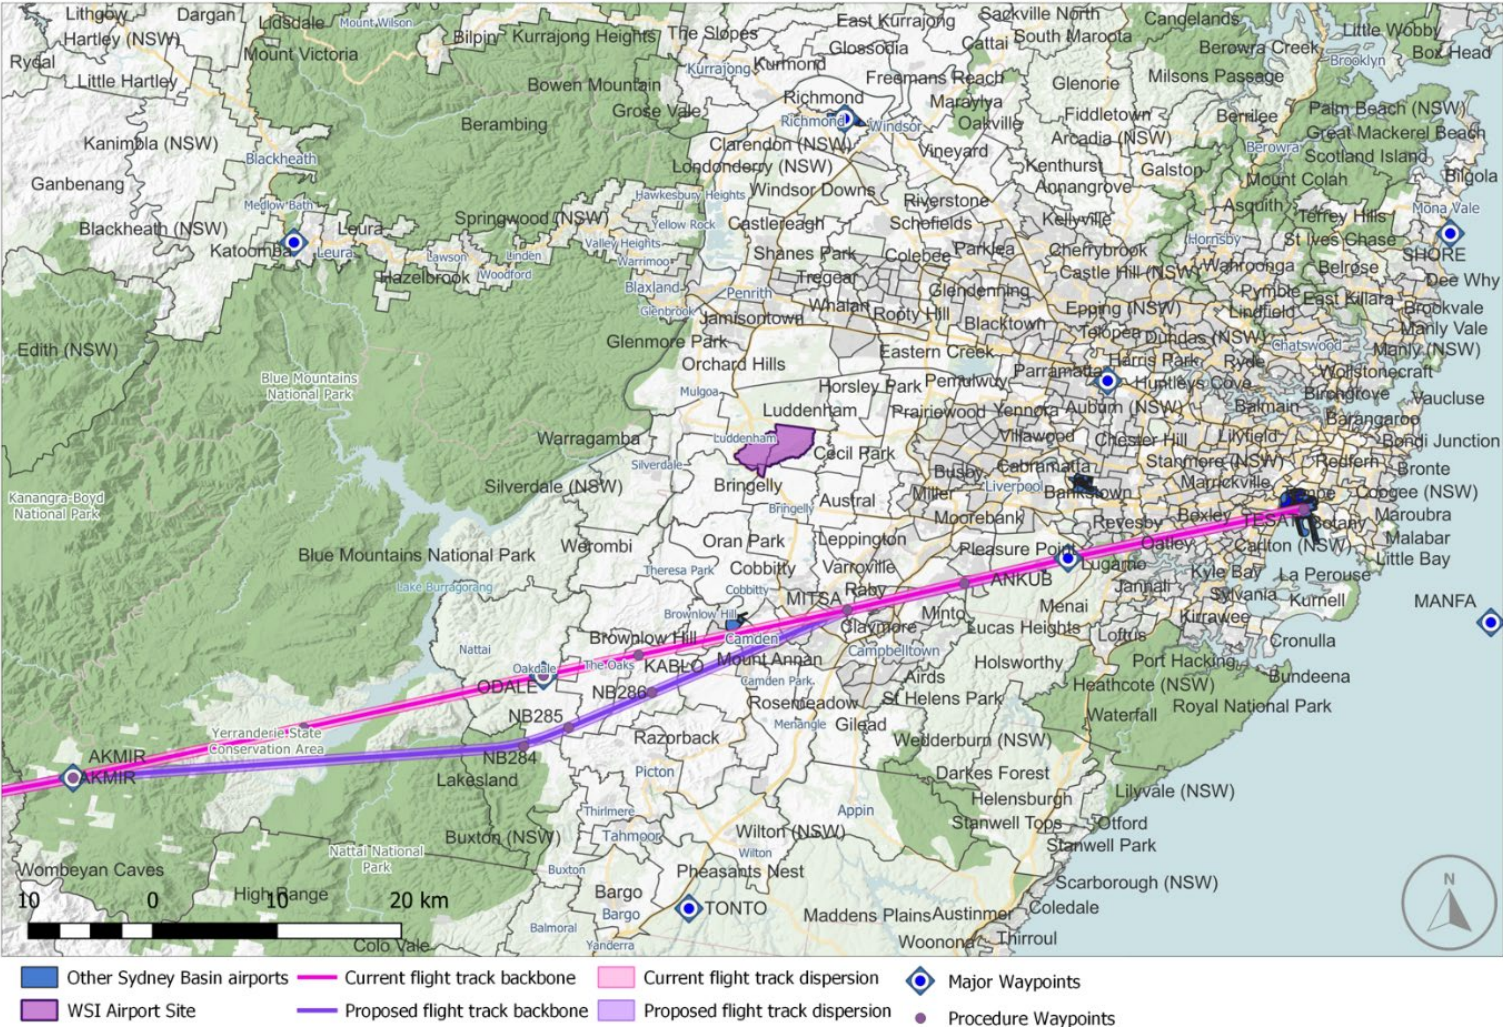 Lithgow
Dargan
Lidsdale
Mount Wilson
East Kurrajong
Sackville North
Cangelands
Little Wobby
Hartley (NSW)
Bilpin
Kurrajong Heights
The Slopes
Glossodia
Cattai
South Maroota
Berowra Creek
Box Head
Rydal
Mount Victoria
Kurrajong
Kurmond
Brooklyn
Little Hartley
Bowen Mountain
Freemans Reach
Glenorie
Milsons Passage
Richmond
Maraylya
Grose Vale
Richmond
Windsor
Oakville
Fiddletown
Berrilee
Palm Beach (NSW)
Berambing
Great Mackerel Beach
Kanimbla (NSW)
Clarendon (NSW)
Vineyard
Arcadia (NSW)
Berowra
Scotland Island
Blackheath
Londonderry (NSW)
Kenthurst
Galston
Ganbenang
Windsor Downs
Annangrove
Mount Colah
Bilgola
Medlow Bath
Hawkesbury Heights
Riverstone
Asquith
Mona Vale
Blackheath (NSW)
Leura
Springwood (NSW)
Yellow Rock
Castlereagh
Schofields
Kellyville
Terrey Hills
Katoomba
Leura
Lawson
Linden
Valley Heights
Shanes Park
Colebee
Parklea
Cherrybrook
Hornsby
St Ives Chase
SHORE
Hazelbrook
Woodford
Warrimoo
Tregear
Castle Hill (NSW)
Wahroonga
Belrose
Dee Why
Blaxland
Penrith
Glendenning
Pymble
East Killara
Glenbrook
Jamisontown
Whalan
Rooty Hill
Epping (NSW)
Lindfield
Brookvale
Blacktown
Telopea
Dundas (NSW)
Manly Vale
Edith (NSW)
Glenmore Park
Eastern Creek
Harris Park
Ryde
Chatswood
Manly (NSW)
Orchard Hills
Parramatta
Wollstonecraft
Blue Mountains
National Park
Mulgoa
Horsley Park
Pemulwuy
Huntleys Cove
Birchgrove
Vaucluse
Luddenham
Prairiewood
Yennora
Auburn (NSW)
Balmain
Barangaroo
Warragamba
Luddenham
Villawood
Chester Hill
Lilyfield
Bondi Junction
Silverdale
Cecil Park
Cabramatta
Stanmore (NSW)
Redfern
Bronte
Kanangra-Boyd
National Park
Silverdale (NSW)
Bringelly
Busby
Liverpool
Bankstown
Marrickville
Tempe
Coogee (NSW)
Bringelly
Austral
Miller
Moorebank
Revesby
Bexley
TESAT
Botany
Maroubra
Blue Mountains National Park
Werombi
Oran Park
Leppington
Pleasure Point
Oatley
Carlton (NSW)
Malabar
Little Bay
Theresa Park
Cobbitty
Varroville
Lugarno
Kyle Bay
La Perouse
Lake Burragorang
Cobbitty
MITSA
Raby
ANKUB
Jannali
Sylvania
Kurnell
MANFA
Brownlow Hill
Minto
Menai
Kirrawee
Brownlow Hill
Camden
Claymore
Lucas Heights
Loftus
Cronulla
Nattai
Oakdale
The Oaks
KABLO
Mount Annan
Campbelltown
Holsworthy
Port Hacking
ODALE
NB286
Camden Park
Airds
Heathcote (NSW)
Bundeena
NB285
Rosemeadow
St Helens Park
Waterfall
Royal National Park
Yerranderie State
Conservation Area
Razorback
Menangle
Gilead
Wedderburn (NSW)
AKMIR
AKMIR
NB284
Lakesland
Picton
Darkes Forest
Lilyvale (NSW)
Thirlmere
Appin
Helensburgh
Buxton (NSW)
Tahmoor
Wilton (NSW)
Stanwell Tops
Otford
Nattai National
Park
Wilton
Stanwell Park
Wombeyan Caves
Buxton
Pheasants Nest
High Range
Bargo
Scarborough (NSW)
10 0 10 20 km
Bargo
TONTO
Maddens Plains
Austinmer
Coledale
Balmoral
Colo Vale
Yanderra
Woonona
Thirroul
N
Other Sydney Basin airports
Current flight track backbone
Current flight track dispersion
Major Waypoints
WSI Airport Site
Proposed flight track backbone
Proposed flight track dispersion
Procedure Waypoints